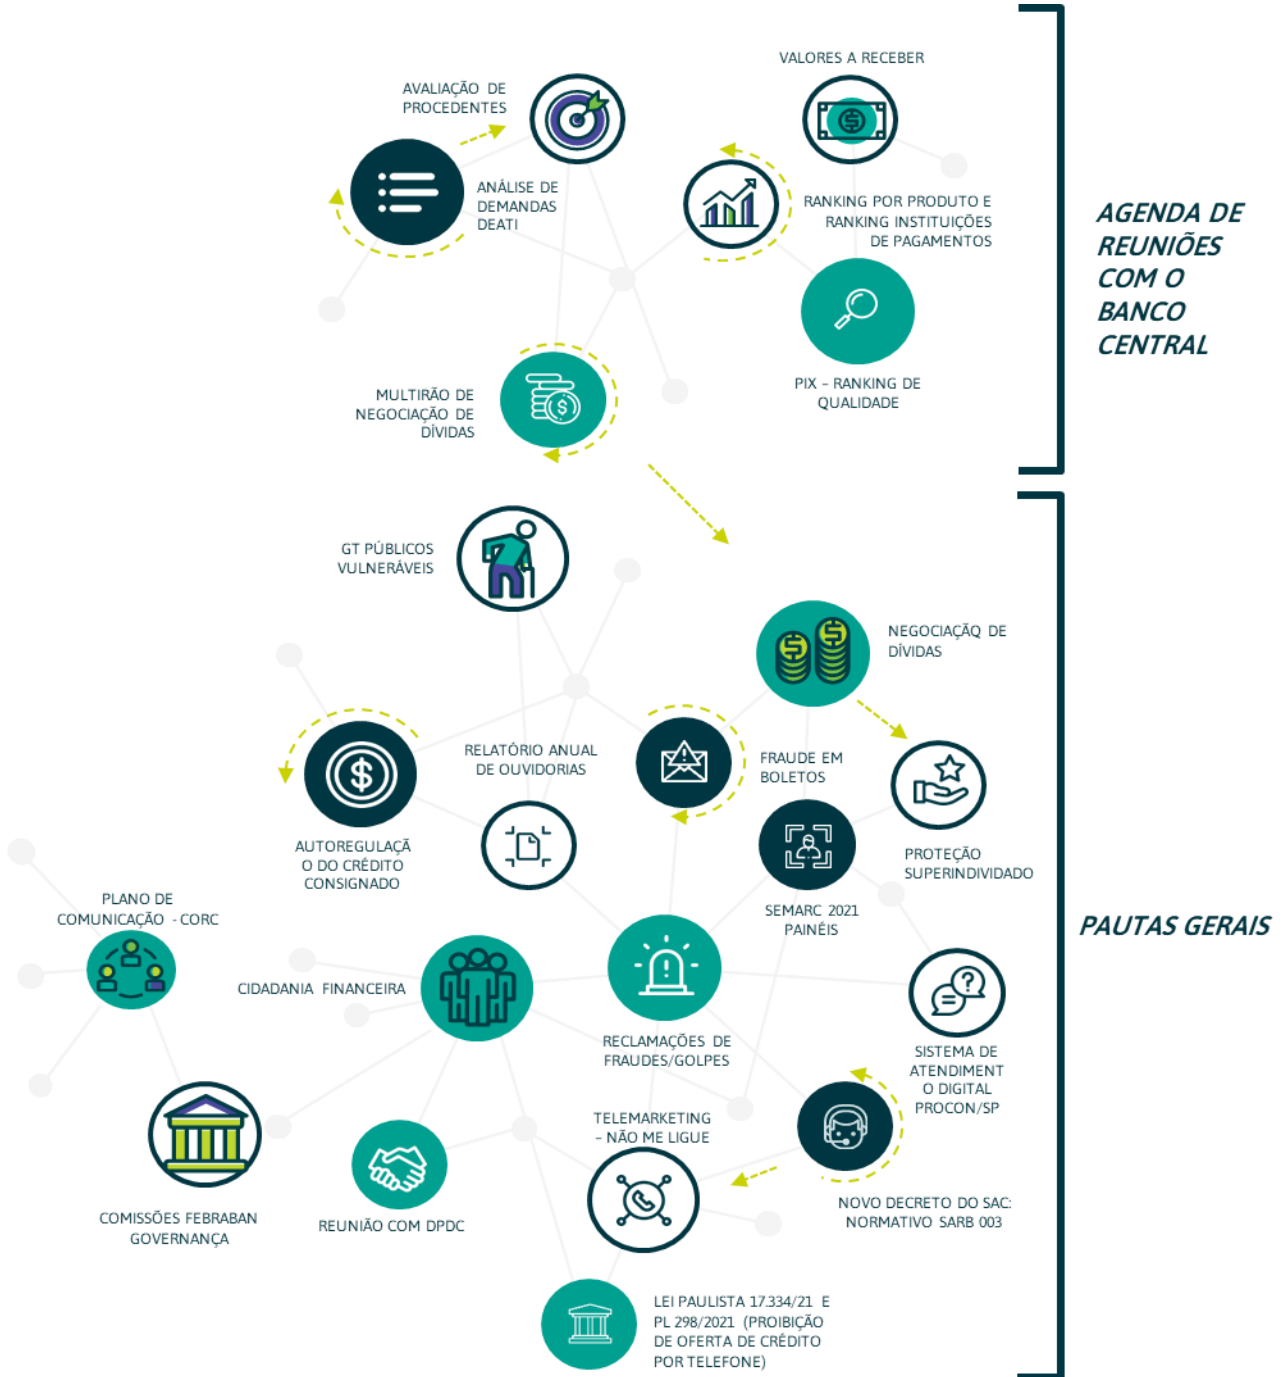 VALORES A RECEBER
AVALIAÇÃO DE
PROCEDENTES
ANÁLISE DE
DEMANDAS
DEATI
RANKING POR PRODUTO E
RANKING INSTITUIÇÕES
DE PAGAMENTOS
AGENDA DE
REUNIÕES
COM O
BANCO
CENTRAL
PIX – RANKING DE
QUALIDADE
MULTIRÃO DE
NEGOCIAÇÃO DE
DÍVIDAS
GT PÚBLICOS
VULNERÁVEIS
NEGOCIAÇÃQ DE
DÍVIDAS
RELATÓRIO ANUAL
DE OUVIDORIAS
FRAUDE EM
BOLETOS
AUTOREGULAÇÃ
O DO CRÉDITO
CONSIGNADO
PROTEÇÃO
SUPERINDIVIDADO
PLANO DE
COMUNICAÇÃO - CORC
SEMARC 2021
PAINÉIS
PAUTAS GERAIS
CIDADANIA FINANCEIRA
RECLAMAÇÕES DE
FRAUDES/GOLPES
SISTEMA DE
ATENDIMENT
O DIGITAL
PROCON/SP
TELEMARKETING
– NÃO ME LIGUE
NOVO DECRETO DO SAC:
NORMATIVO SARB 003
COMISSÕES FEBRABAN
GOVERNANÇA
REUNIÃO COM DPDC
LEI PAULISTA 17.334/21 E
PL 298/2021 (PROIBIÇÃO
DE OFERTA DE CRÉDITO
POR TELEFONE)